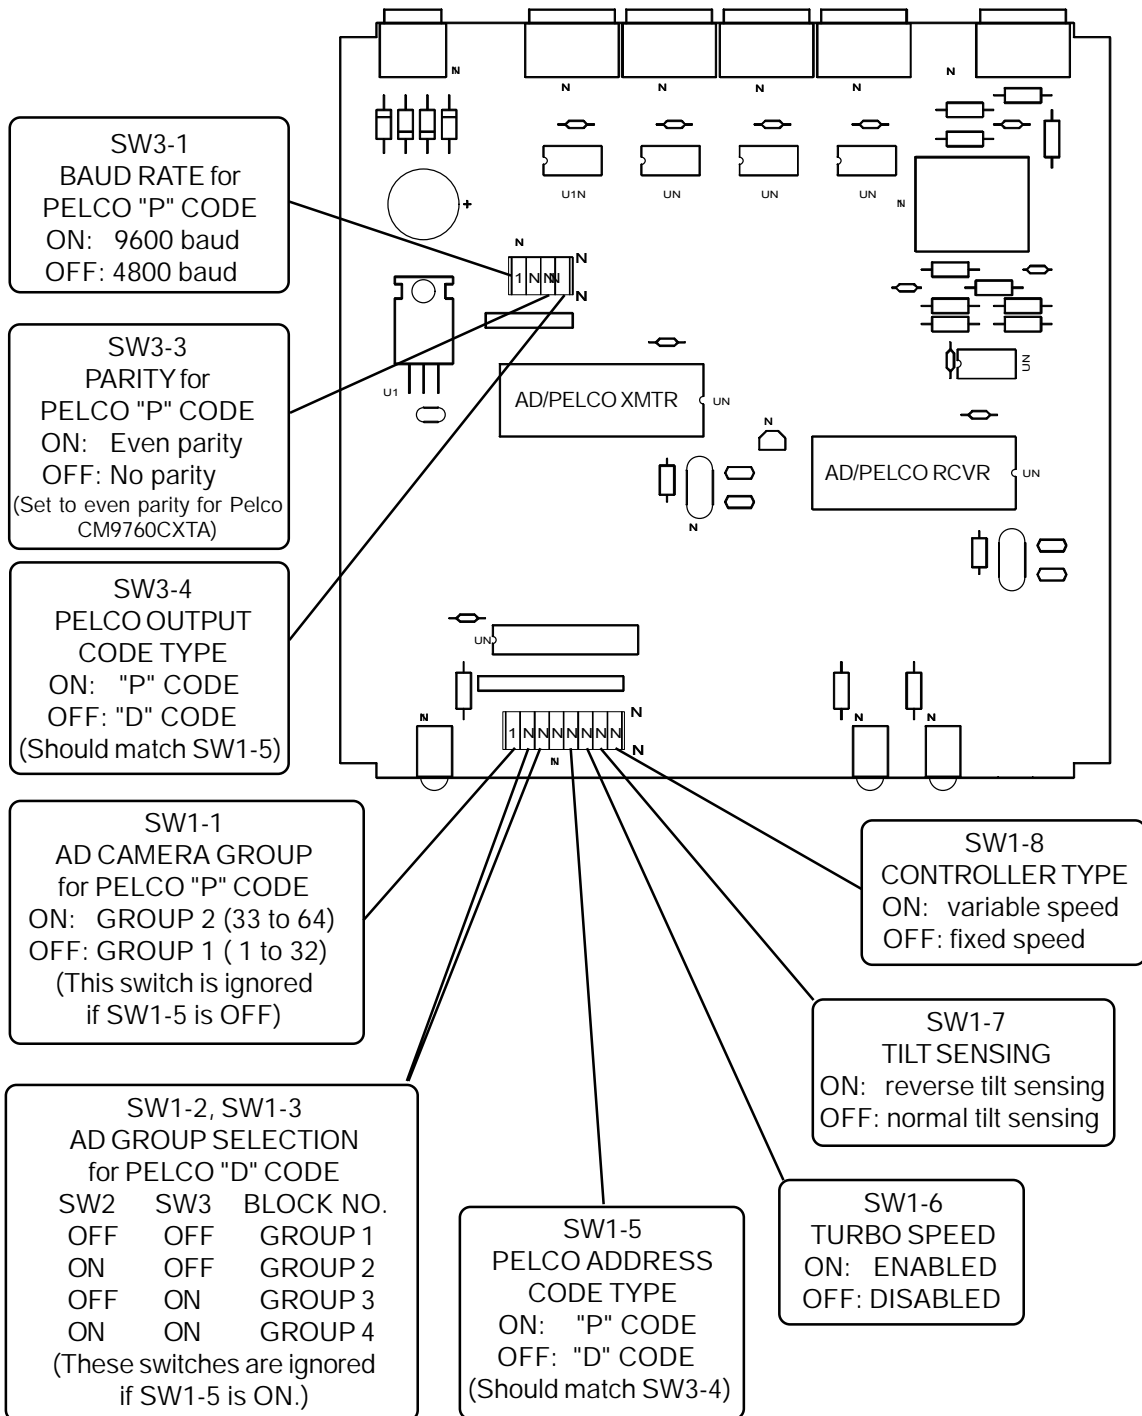 SW3-1
BAUD RATE for
PELCO "P" CODE
ON: 9600 baud
OFF: 4800 baud
SW3-3
PARITY for
PELCO "P" CODE
ON: Even parity
OFF: No parity
(Set to even parity for Pelco
CM9760CXTA)
SW3-4
PELCO OUTPUT
CODE TYPE
ON: "P" CODE
OFF: "D" CODE
(Should match SW1-5)
SW1-1
AD CAMERA GROUP
for PELCO "P" CODE
ON: GROUP 2 (33 to 64)
OFF: GROUP 1 ( 1 to 32)
(This switch is ignored
if SW1-5 is OFF)
SW1-2, SW1-3
AD GROUP SELECTION
for PELCO "D" CODE
SW2 SW3 BLOCK NO.
OFF OFF GROUP 1
ON OFF GROUP 2
OFF ON GROUP 3
ON ON GROUP 4
(These switches are ignored
if SW1-5 is ON.)
SW1-5
PELCO ADDRESS
CODE TYPE
ON: "P" CODE
OFF: "D" CODE
(Should match SW3-4)
SW1-6
TURBO SPEED
ON: ENABLED
OFF: DISABLED
SW1-7
TILT SENSING
ON: reverse tilt sensing
OFF: normal tilt sensing
SW1-8
CONTROLLER TYPE
ON: variable speed
OFF: fixed speed
N
N
N
N
N
N
U1N
UN
UN
UN
N
+
N
N
N
1 N N N
U1
AD/PELCO XMTR
UN
UN
N
AD/PELCO RCVR
UN
N
UN
N
N
N
N
N
N
1 N N N N N N N